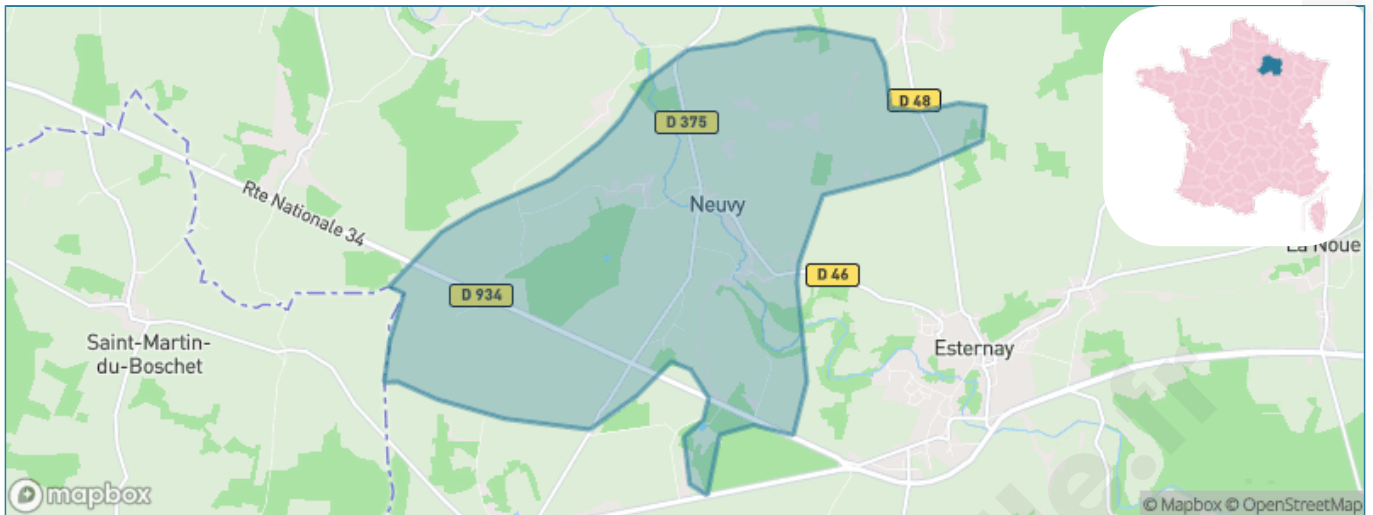 D 48
D 375
Rte Nationale 34
Neuvy
La Noue
D 46
D 934
Saint-Martin-
du-Boschet
Esternay
mapbox
© Mapbox © OpenStreetMap